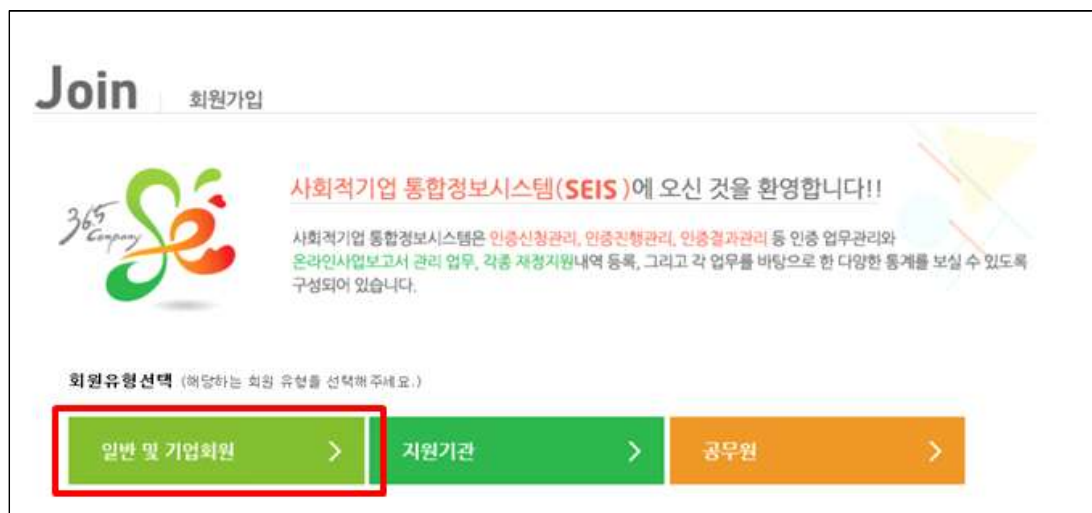 Join 회원가입
365
Company
사회적기업 통합정보시스템(SEIS )에 오신 것을 환영합니다!!
사회적기업 통합정보시스템은 인증신청관리, 인증진행관리, 인증결과관리 등 인증 업무관리와
온라인사업보고서 관리 업무, 각종 재정지원내역 등록, 그리고 각 업무를 바탕으로 한 다양한 통계를 보실 수 있도록
구성되어 있습니다.
회원유형선택 (해당하는 회원 유형를 선택해주세요.)
일반 및 기업회원
지원기관
공무원